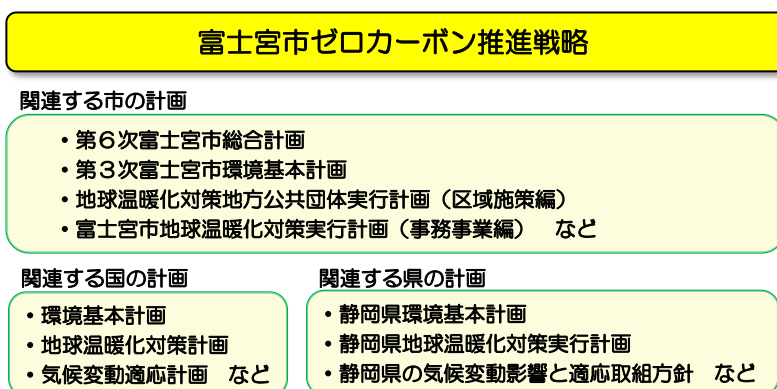 富士宮市ゼロカーボン推進戦略
関連する市の計画
・第６次富士宮市総合計画
・第３次富士宮市環境基本計画
・地球温暖化対策地方公共団体実行計画（区域施策編）
・富士宮市地球温暖化対策実行計画（事務事業編）　など
関連する国の計画
・環境基本計画
・地球温暖化対策計画
・気候変動適応計画　など
関連する県の計画
・静岡県環境基本計画
・静岡県地球温暖化対策実行計画
・静岡県の気候変動影響と適応取組方針　など